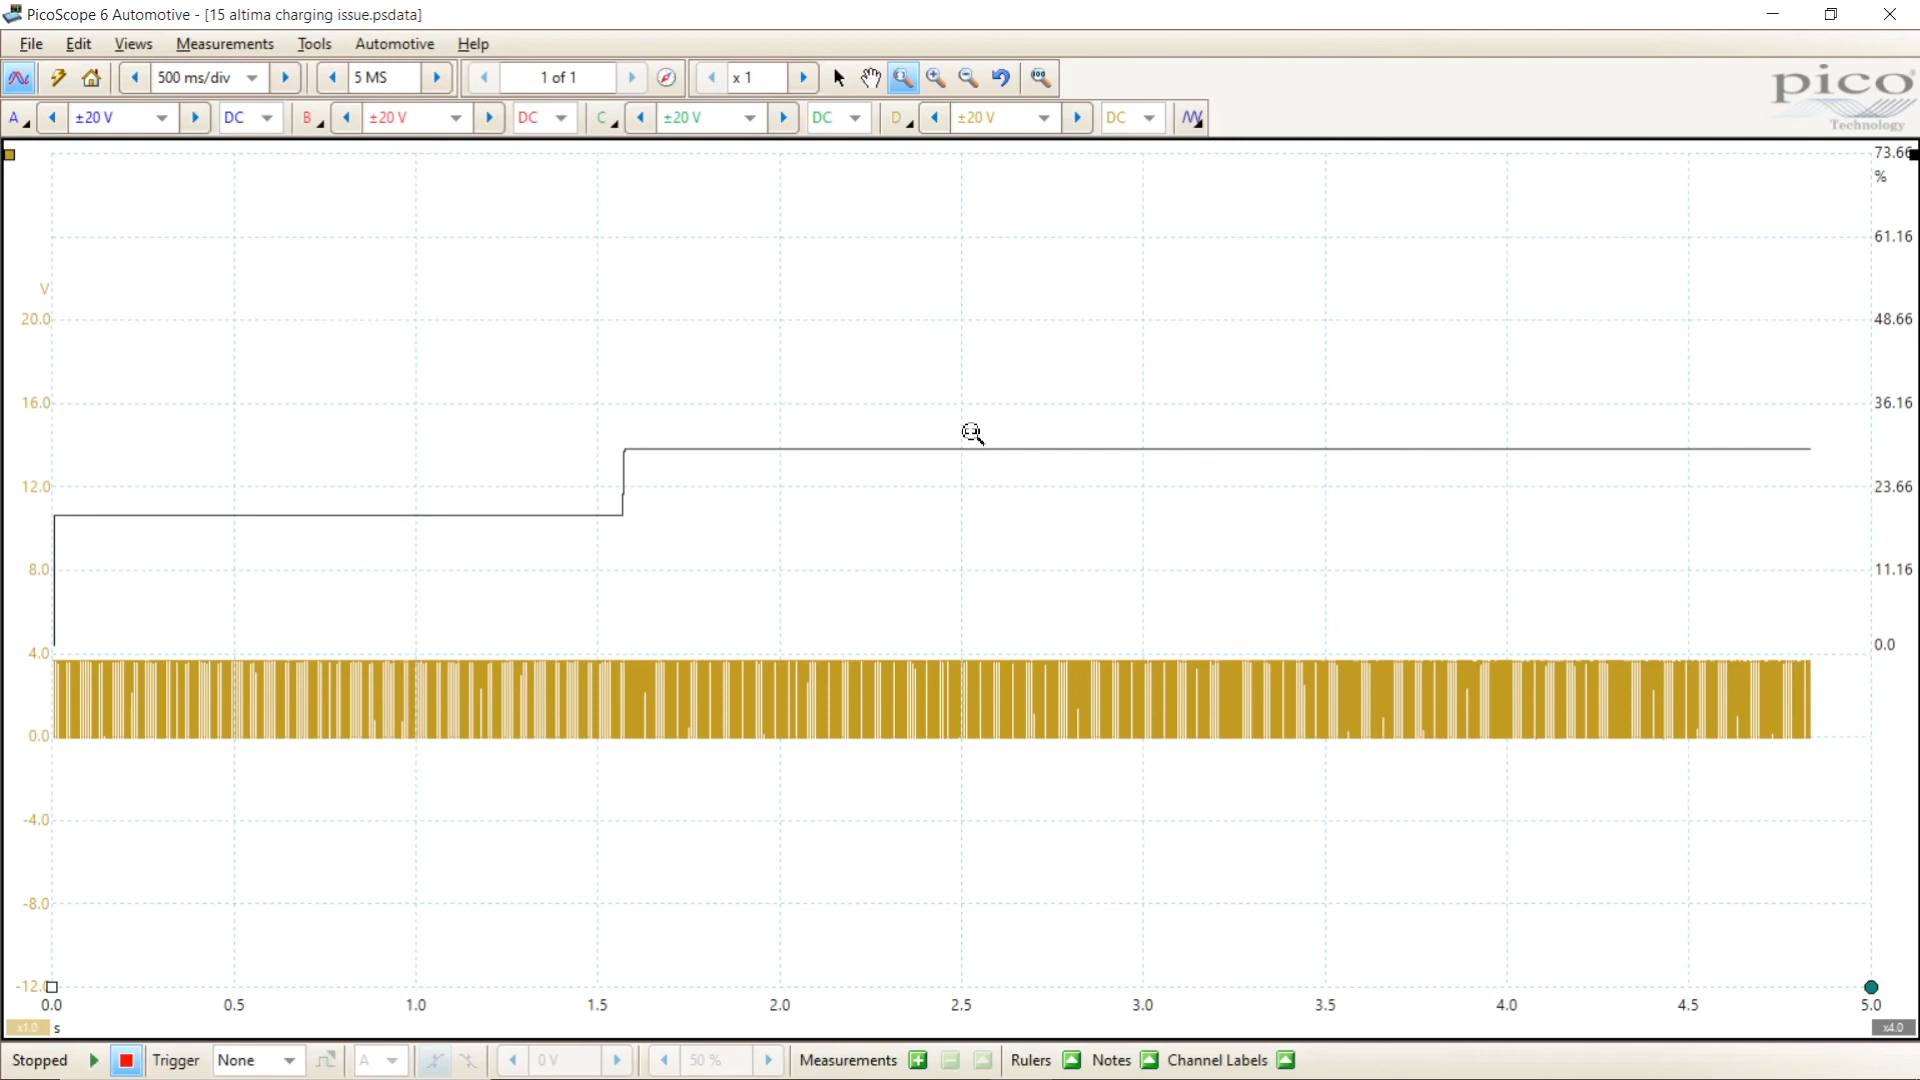 PicoScope 6 Automotive - [15 altima charging issue.psdata]
File Edit Views Measurements Tools Automotive Help
500 ms/div 5 MS 1 of 1 x 1
pico
Technology
A ±20 V DC B ±20 V DC C ±20 V DC D ±20 V DC
73.66
%
61.16
V
20.0 48.66
16.0 36.16
12.0 23.66
8.0 11.16
4.0 0.0
0.0
-4.0
-8.0
-12.0
0.0 0.5 1.0 1.5 2.0 2.5 3.0 3.5 4.0 4.5 5.0
x1.0 s x4.0
Stopped Trigger None A 0 V 50 % Measurements Rulers Notes Channel Labels